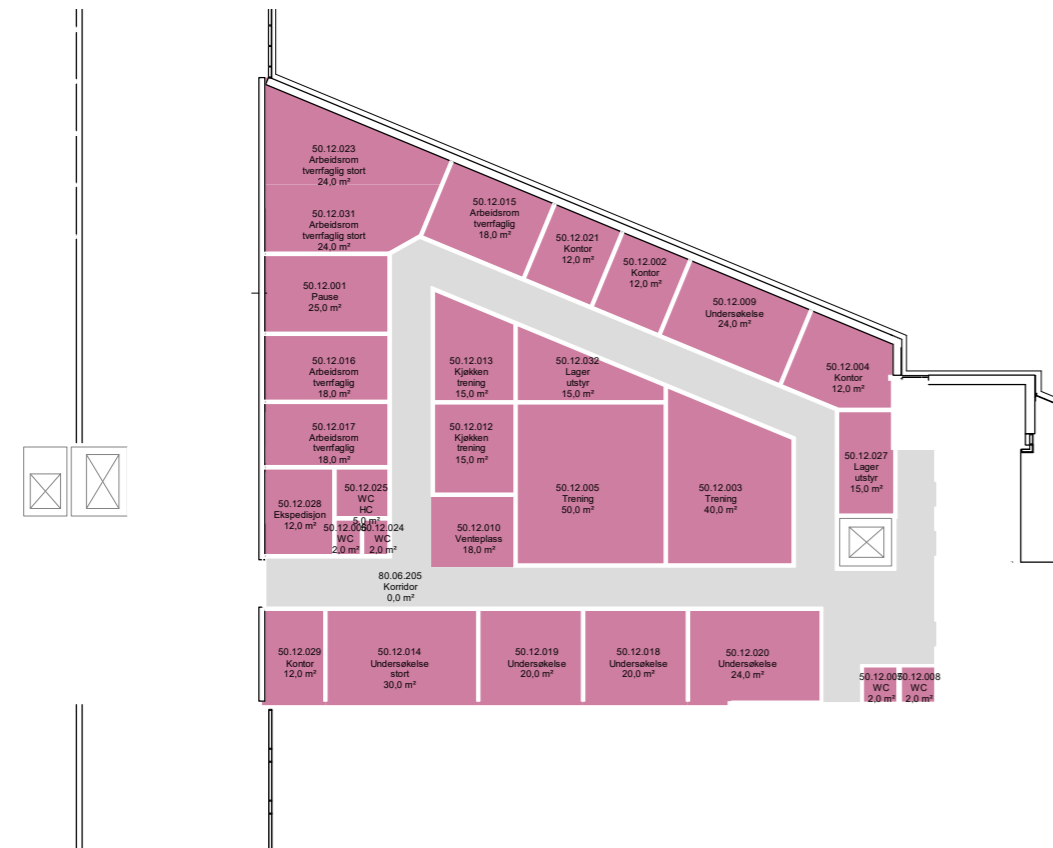 50.12.023
Arbeidsrom
tverrfaglig stort
24,0 m²
50.12.031
Arbeidsrom
tverrfaglig stort
24,0 m²
50.12.015
Arbeidsrom
tverrfaglig
18,0 m²
50.12.021
Kontor
12,0 m²
50.12.002
Kontor
12,0 m²
50.12.009
Undersøkelse
24,0 m²
50.12.004
Kontor
12,0 m²
50.12.001
Pause
25,0 m²
50.12.016
Arbeidsrom
tverrfaglig
18,0 m²
50.12.013
Kjøkken
trening
15,0 m²
50.12.032
Lager
utstyr
15,0 m²
50.12.017
Arbeidsrom
tverrfaglig
18,0 m²
50.12.012
Kjøkken
trening
15,0 m²
50.12.005
Trening
50,0 m²
50.12.003
Trening
40,0 m²
50.12.027
Lager
utstyr
15,0 m²
50.12.028
Ekspedisjon
12,0 m²
50.12.025
WC
HC
5,0 m²
WC
2,0 m²
50.12.024
WC
2,0 m²
50.12.010
Venteplass
18,0 m²
80.06.205
Korridor
0,0 m²
50.12.029
Kontor
12,0 m²
50.12.014
Undersøkelse
stort
30,0 m²
50.12.019
Undersøkelse
20,0 m²
50.12.018
Undersøkelse
20,0 m²
50.12.020
Undersøkelse
24,0 m²
WC
2,0 m²
50.12.008
WC
2,0 m²